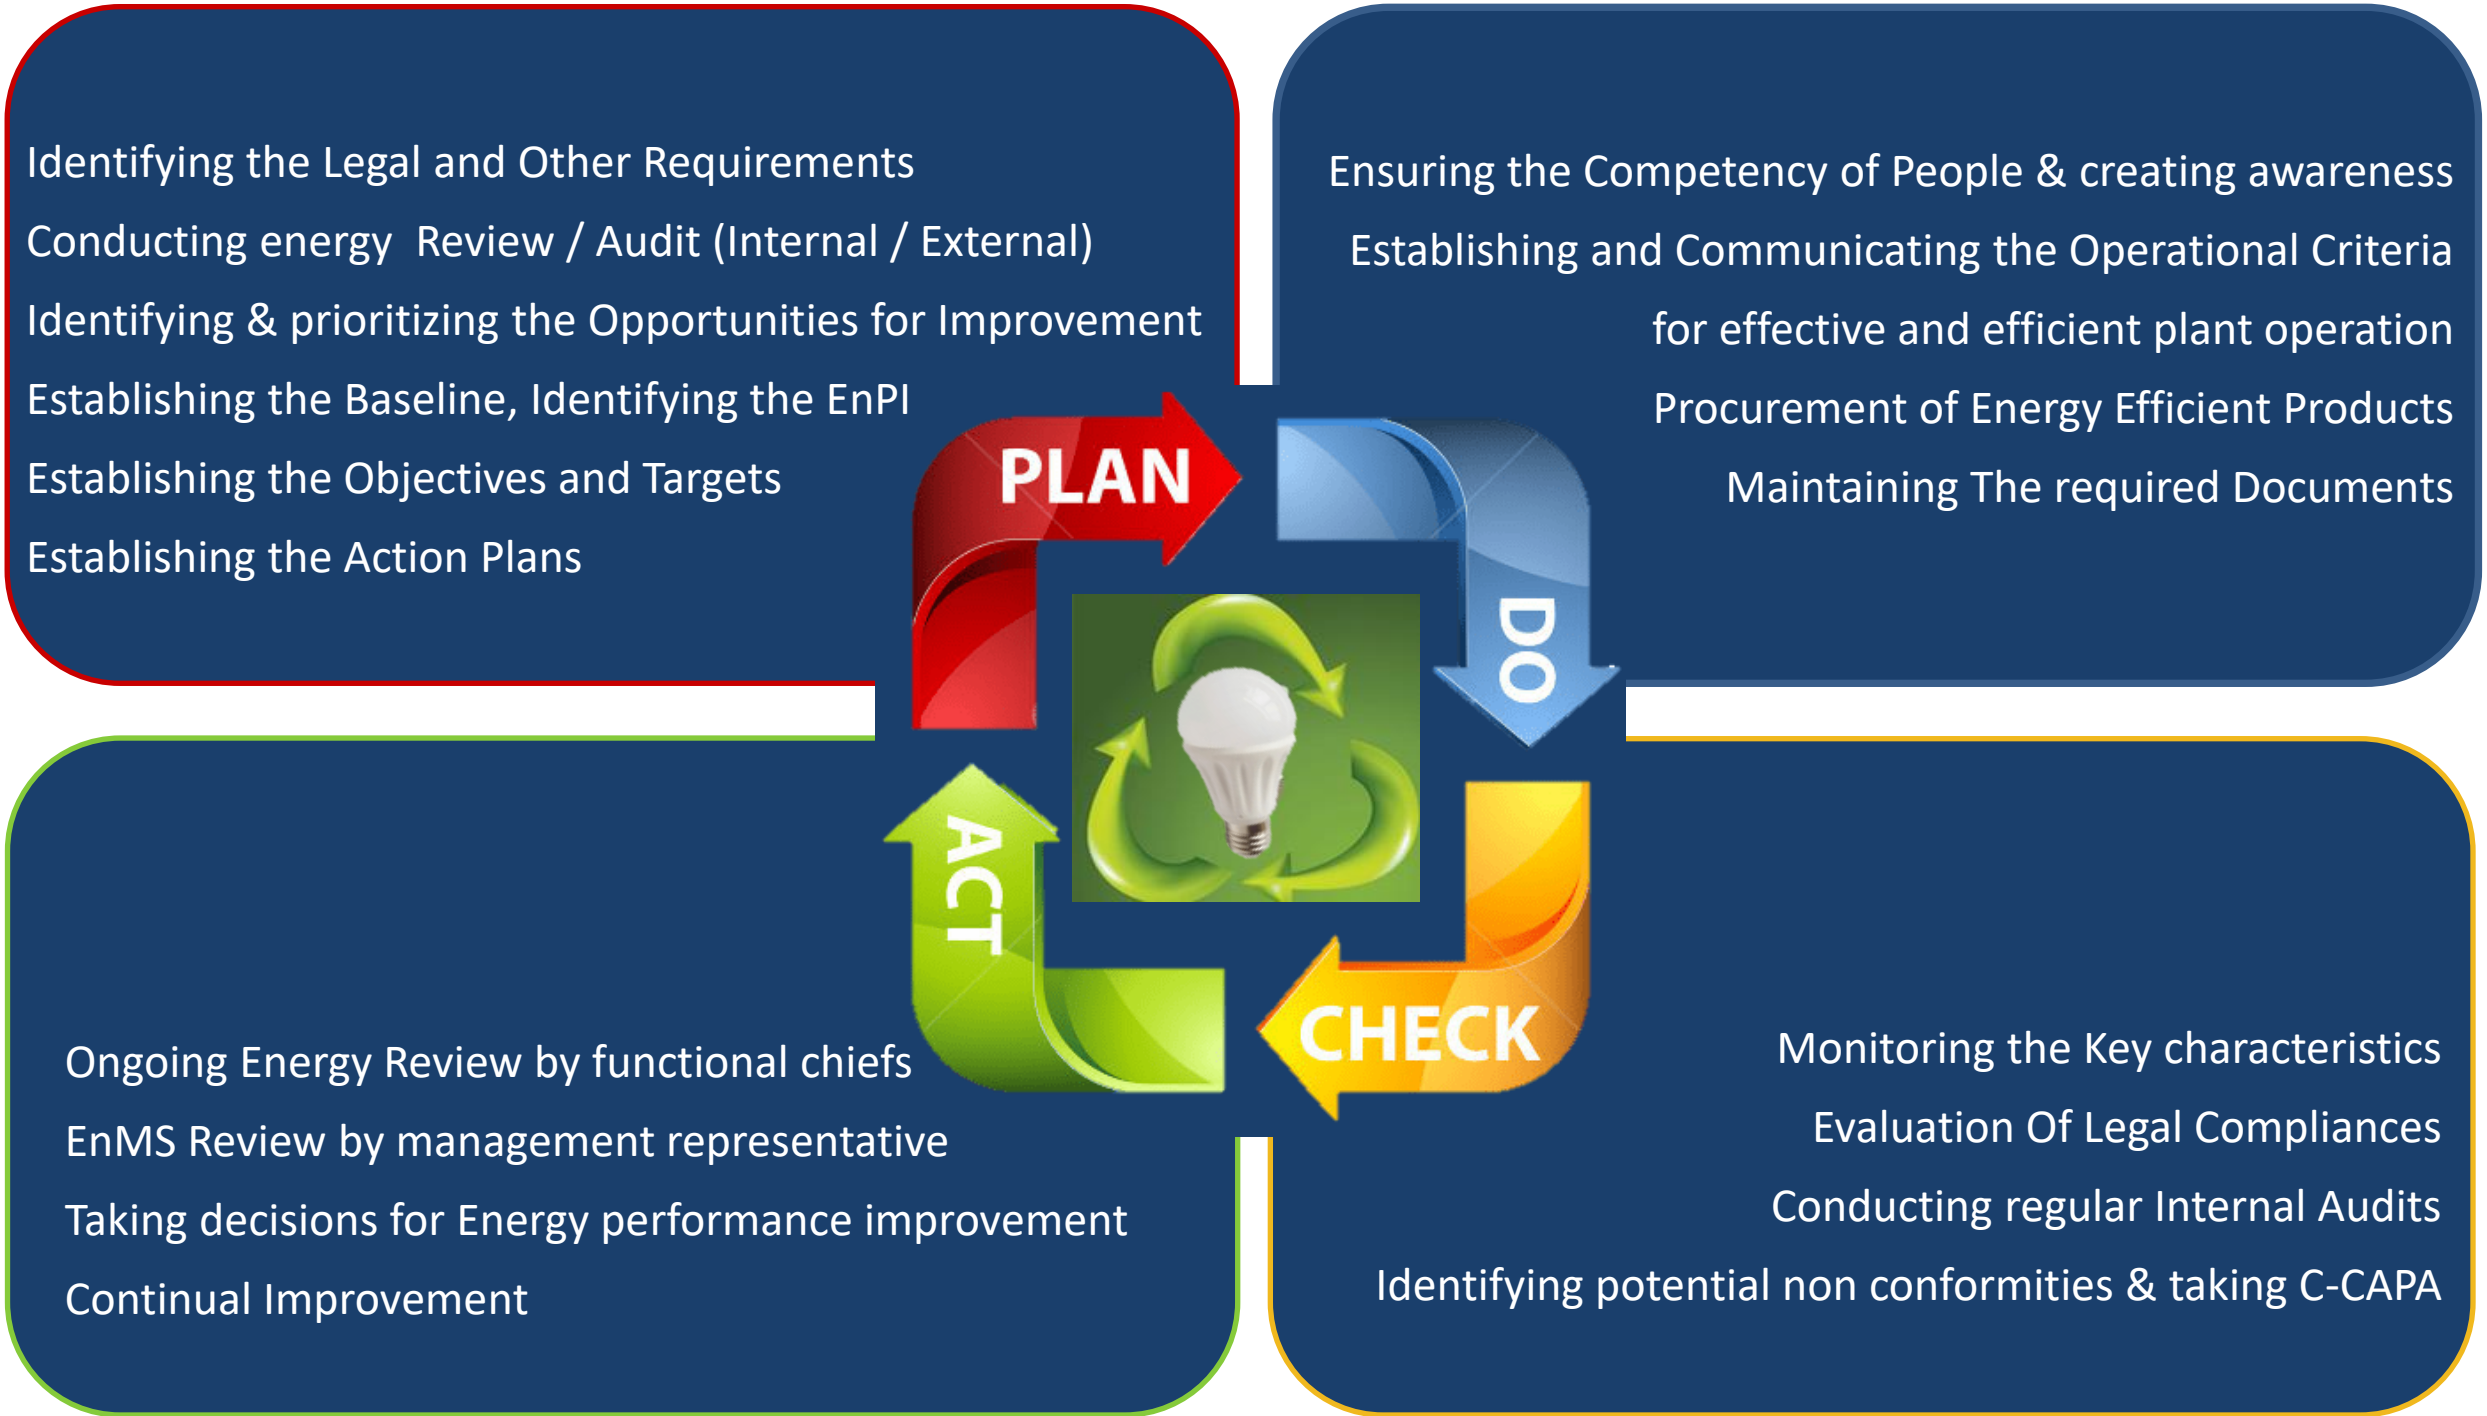 Identifying the Legal and Other Requirements
Conducting energy  Review / Audit (Internal / External)
Identifying & prioritizing the Opportunities for Improvement
Establishing the Baseline, Identifying the EnPI
Establishing the Objectives and Targets
Establishing the Action Plans
Ensuring the Competency of People & creating awareness
Establishing and Communicating the Operational Criteria
for effective and efficient plant operation
Procurement of Energy Efficient Products
Maintaining The required Documents
PLAN
DO
ACT
CHECK
Ongoing Energy Review by functional chiefs
EnMS Review by management representative
Taking decisions for Energy performance improvement
Continual Improvement
Monitoring the Key characteristics
Evaluation Of Legal Compliances
Conducting regular Internal Audits
Identifying potential non conformities & taking C-CAPA